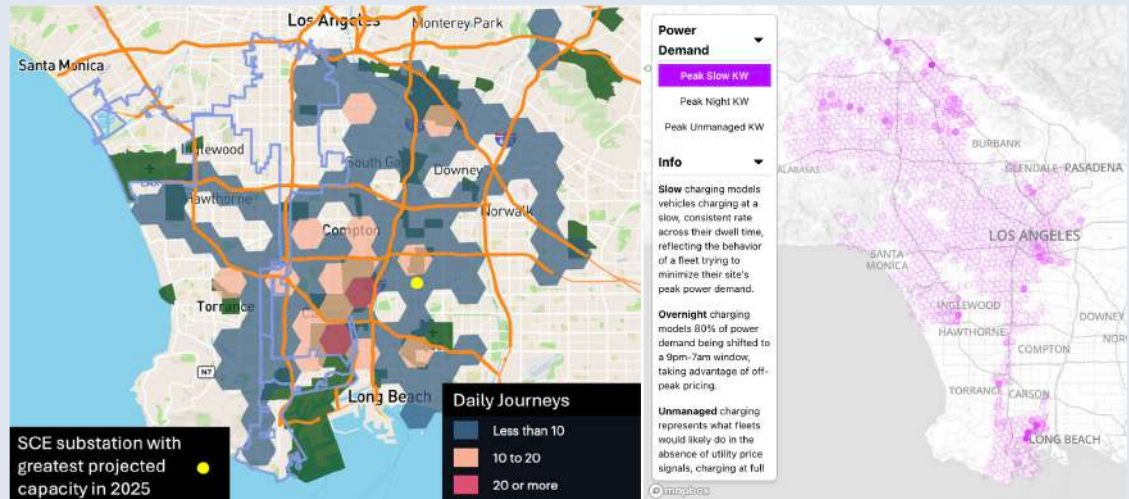 Los Angeles
Monterey Park
Santa Monica
Inglewood
South Ga
Downey
Hawthorne
Norwalk
Compton
Torrance
N7
Long Beach
SCE substation with
greatest projected
capacity in 2025
Daily Journeys
Less than 10
10 to 20
20 or more
Power
Demand
Peak Slow KW
Peak Night KW
Peak Unmanaged KW
Info
Slow charging models
vehicles charging at a
slow, consistent rate
across their dwell time,
reflecting the behavior
of a fleet trying to
minimize their site's
peak power demand.
Overnight charging
models 80% of power
demand being shifted to
a 9pm-7am window,
taking advantage of off-
peak pricing.
Unmanaged charging
represents what fleets
would likely do in the
absence of utility price
signals, charging at full
mapbox
BURBANK
GLENDALE
PASADENA
ALABASAS
LOS ANGELES
SANTA
MONICA
INGLEWOOD
DOWNEY
HAWTHORNE
NOR
COMPTON
TORRANCE
CARSON
LONG BEACH